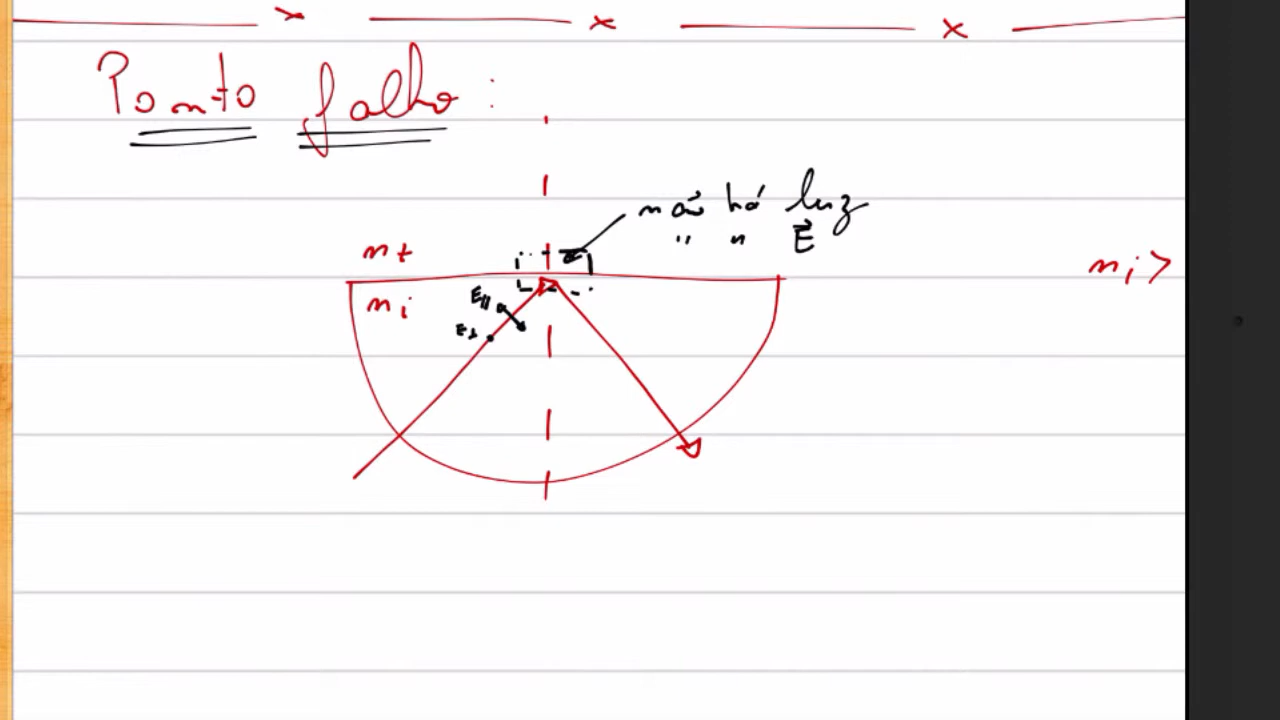 Ponto falho:
não há luz
" " E⃗
nt
ni >
ni
E||
E⊥